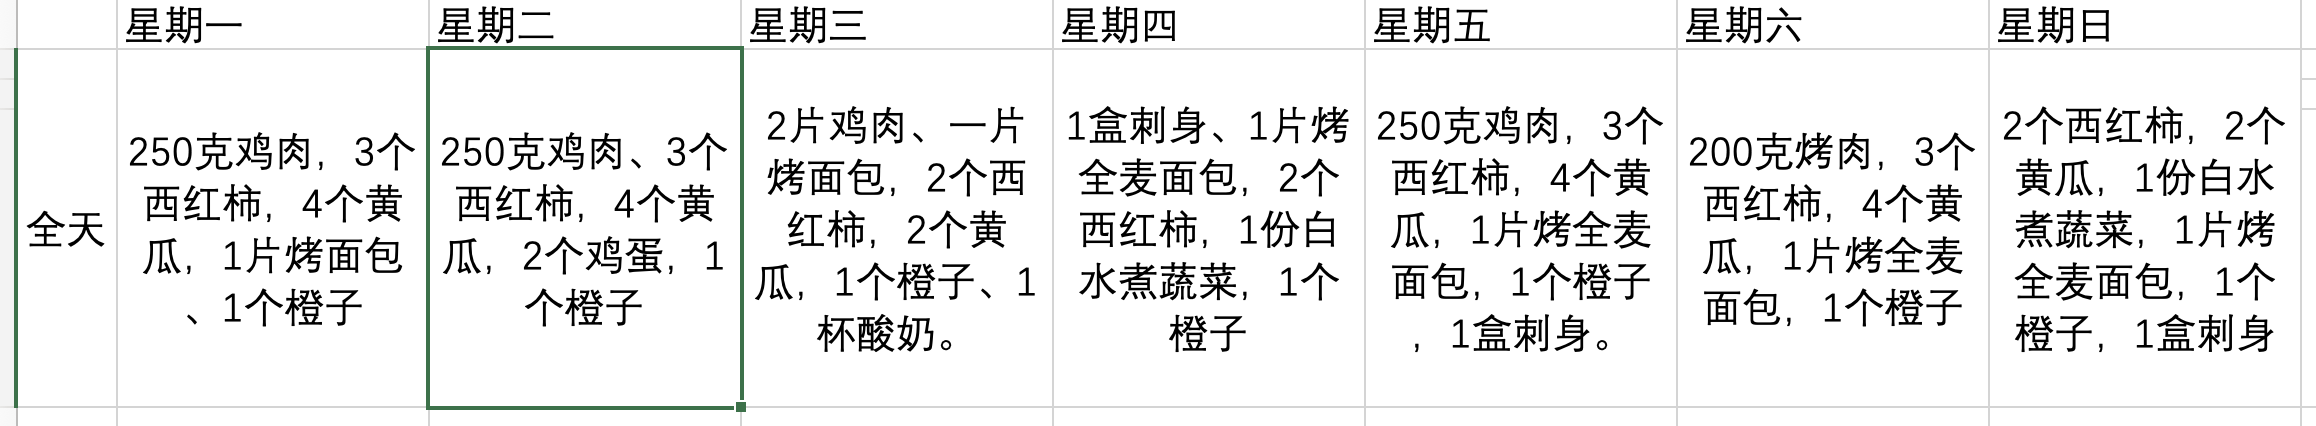 星期一
星期二
星期三
星期四
星期五
星期六
星期日
全天
250克鸡肉，3个
西红柿，4个黄
瓜，1片烤面包
、1个橙子
250克鸡肉、3个
西红柿，4个黄
瓜，2个鸡蛋，1
个橙子
2片鸡肉、一片
烤面包，2个西
红柿，2个黄
瓜，1个橙子、1
杯酸奶。
1盒刺身、1片烤
全麦面包，2个
西红柿，1份白
水煮蔬菜，1个
橙子
250克鸡肉，3个
西红柿，4个黄
瓜，1片烤全麦
面包，1个橙子
，1盒刺身。
200克烤肉，3个
西红柿，4个黄
瓜，1片烤全麦
面包，1个橙子
2个西红柿，2个
黄瓜，1份白水
煮蔬菜，1片烤
全麦面包，1个
橙子，1盒刺身